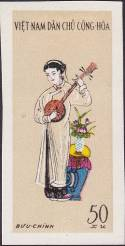 VIỆT NAM DÂN CHỦ CỘNG HÒA
BƯU-CHÍNH
50
XU